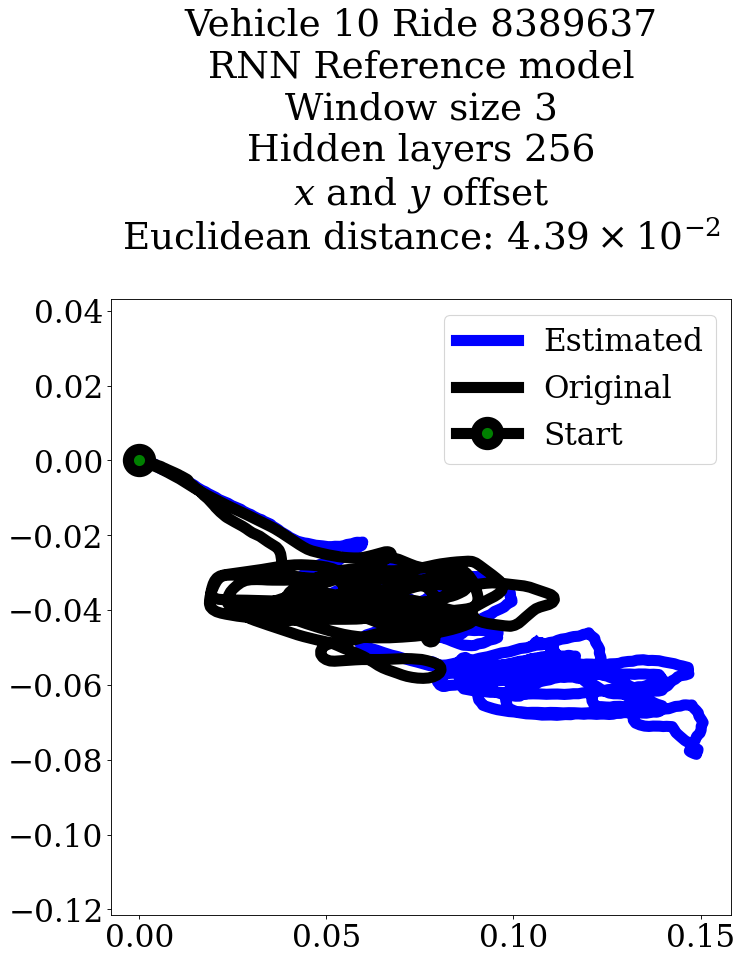 Vehicle 10 Ride 8389637
RNN Reference model
Window size 3
Hidden layers 256
x and y offset
Euclidean distance: 4.39 × 10⁻²
Estimated
Original
Start
0.04
0.02
0.00
−0.02
−0.04
−0.06
−0.08
−0.10
−0.12
0.00 0.05 0.10 0.15